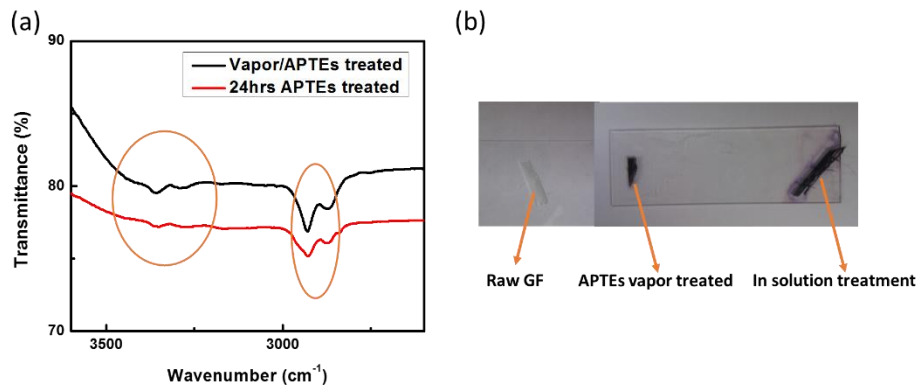 (a)
90
80
70
Transmittance (%)
Vapor/APTEs treated
24hrs APTEs treated
3500
3000
Wavenumber (cm⁻¹)
(b)
Raw GF
APTEs vapor treated
In solution treatment